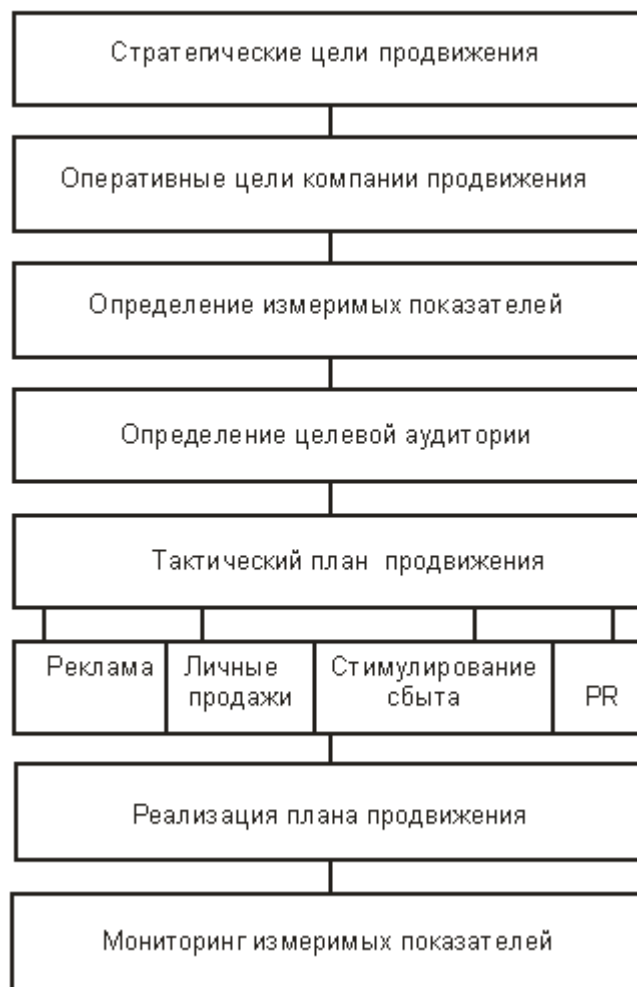 Стратегические цели продвижения
Оперативные цели компании продвижения
Определение измеримых показателей
Определение целевой аудитории
Тактический план продвижения
Реклама
Личные
продажи
Стимулирование
сбыта
PR
Реализация плана продвижения
Мониторинг измеримых показателей